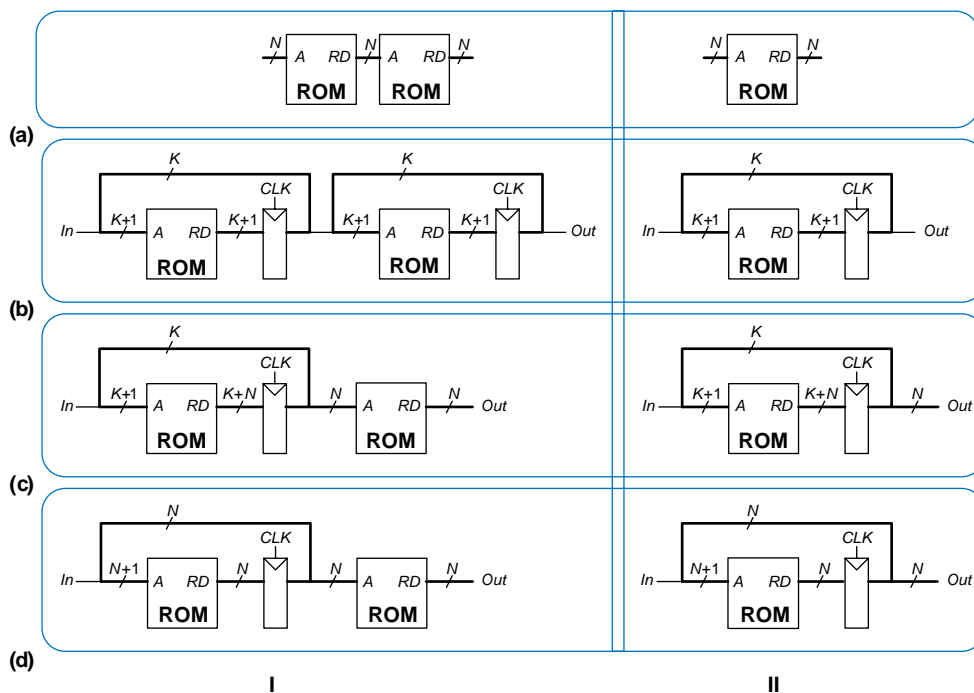 N N N N N
A RD A RD A RD
ROM ROM ROM
(a)
K K K
CLK CLK CLK
K+1 K+1 K+1 K+1 K+1 K+1
In A RD A RD Out In A RD Out
ROM ROM ROM
(b)
K K
CLK CLK
K+1 K+N N N K+1 K+N N
In A RD A RD Out In A RD Out
ROM ROM ROM
(c)
N N
CLK CLK
N+1 N N N N+1 N N
In A RD A RD Out In A RD Out
ROM ROM ROM
(d)
I II